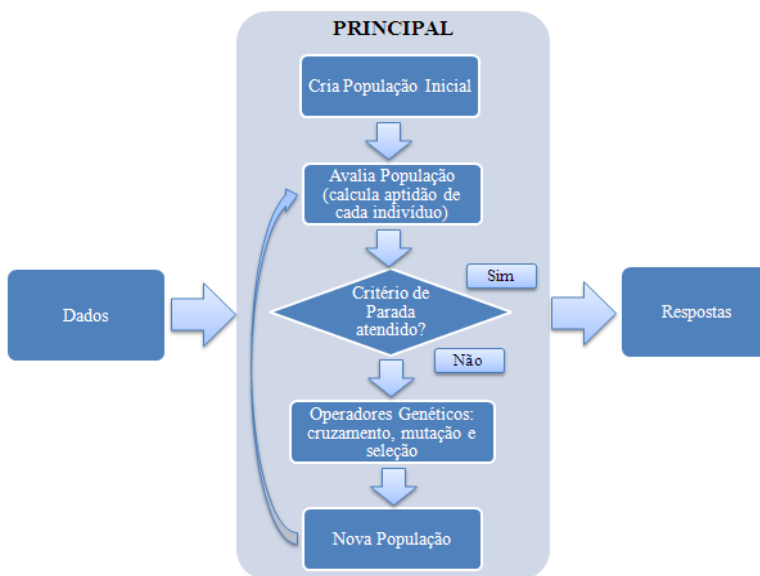 PRINCIPAL
Cria População Inicial
Avalia População
(calcula aptidão de
cada indivíduo)
Sim
Critério de
Parada
atendido?
Dados
Respostas
Não
Operadores Genéticos:
cruzamento, mutação e
seleção
Nova População